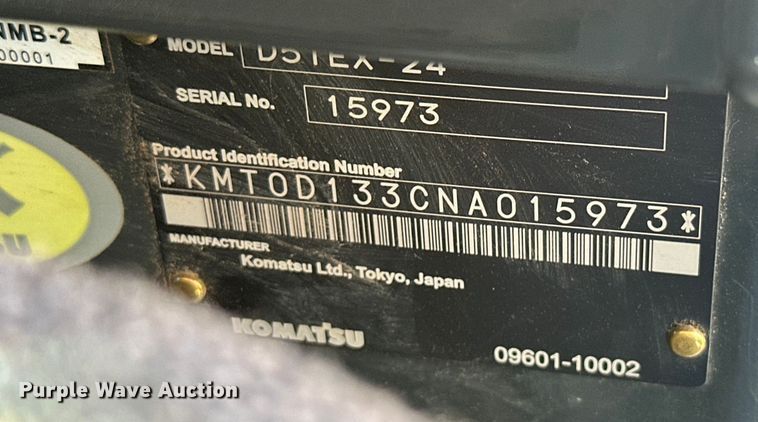 NMB-2
00001
MODEL D51EX-24
SERIAL No. 15973
Product Identification Number
*KMT0D133CNA015973*
MANUFACTURER
Komatsu Ltd., Tokyo, Japan
KOMATSU
09601-10002
Purple Wave Auction